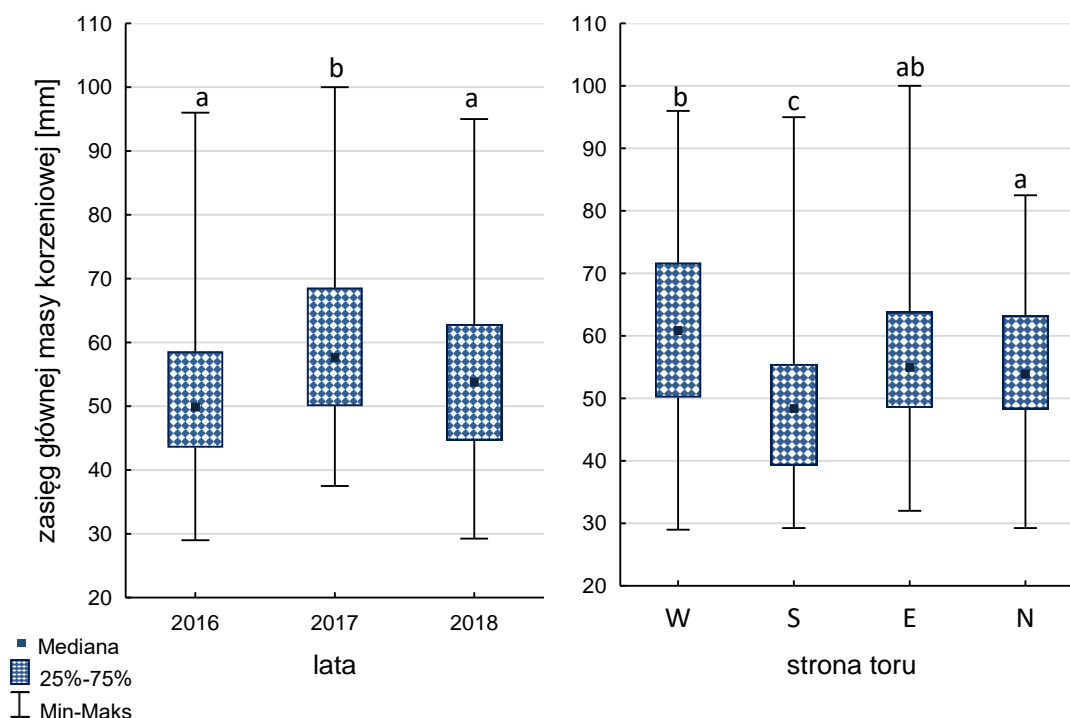 zasięg głównej masy korzeniowej [mm]
110
100
90
80
70
60
50
40
30
20
a
b
a
2016
2017
2018
lata
110
100
90
80
70
60
50
40
30
20
b
c
ab
a
W
S
E
N
strona toru
Mediana
25%-75%
Min-Maks